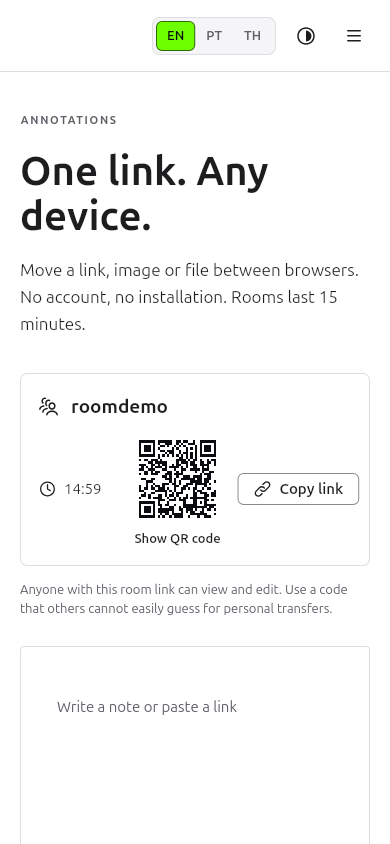 EN PT TH
ANNOTATIONS
One link. Any
device.
Move a link, image or file between browsers.
No account, no installation. Rooms last 15
minutes.
roomdemo
14:59
Show QR code
Copy link
Anyone with this room link can view and edit. Use a code
that others cannot easily guess for personal transfers.
Write a note or paste a link